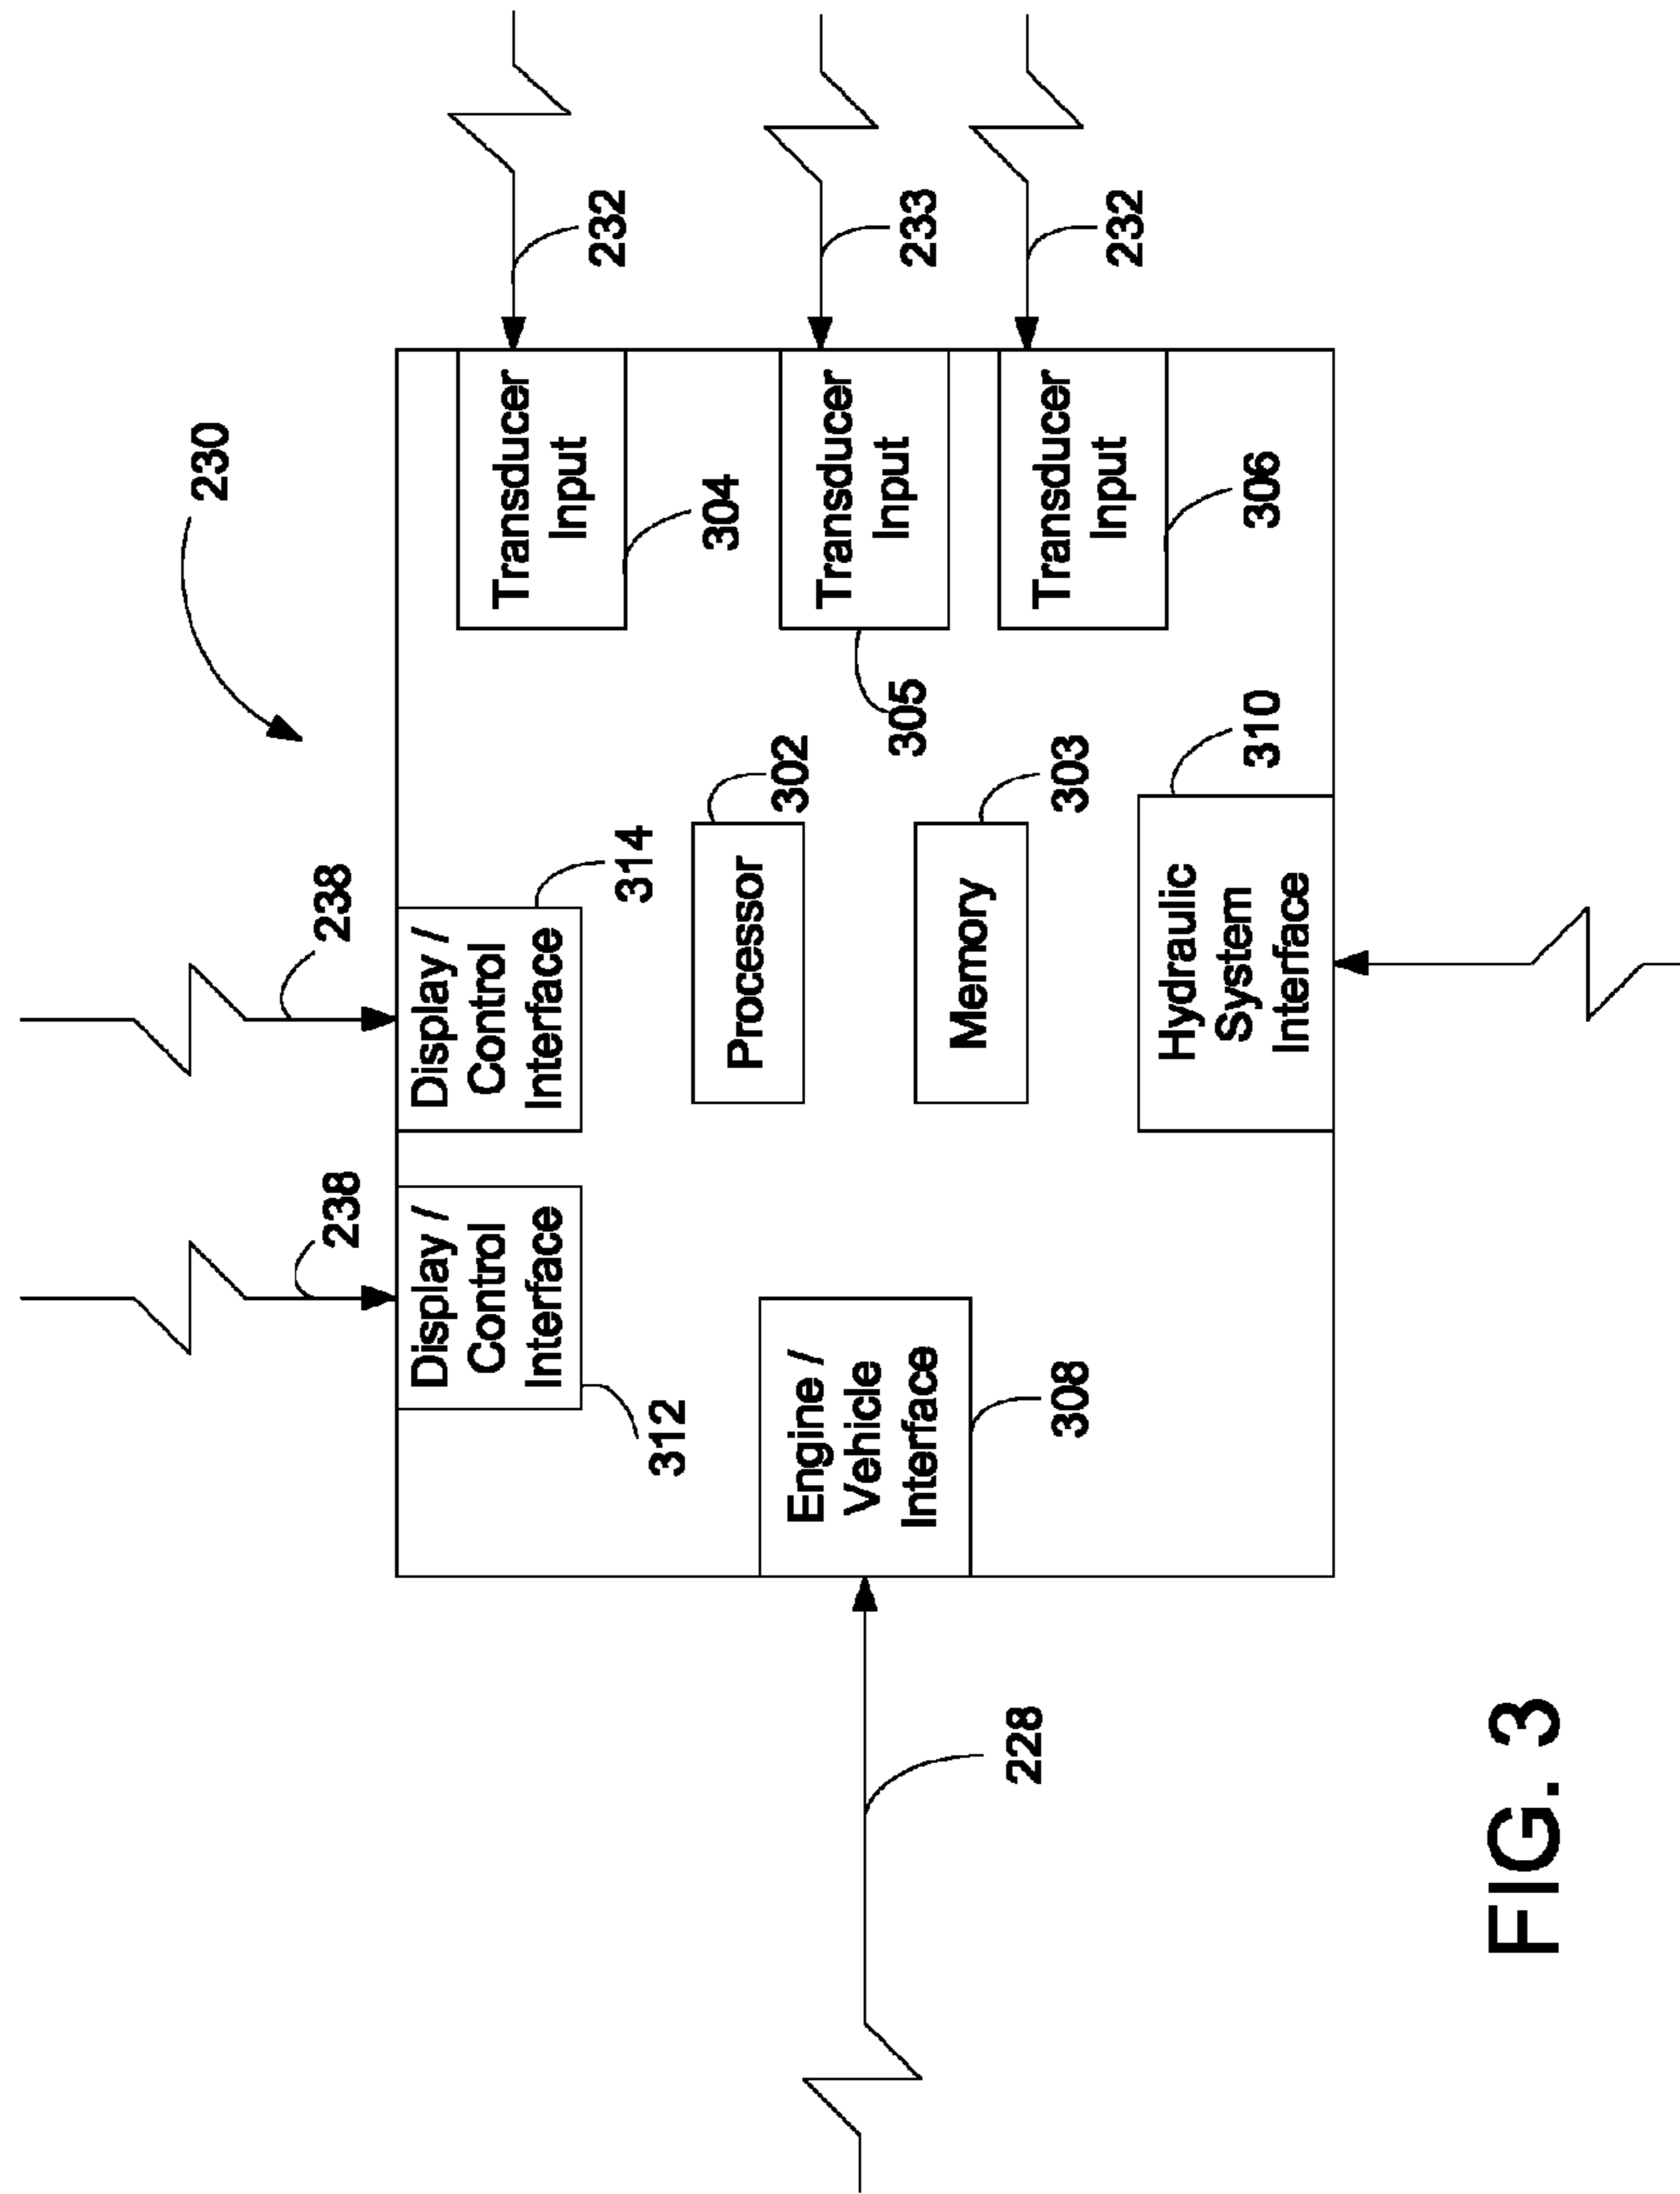 230
238
238
Display /
Control
Interface
312
Display /
Control
Interface
314
Transducer
Input
304
232
Processor
302
Transducer
Input
305
233
Engine /
Vehicle
Interface
308
228
Memory
303
Transducer
Input
306
232
Hydraulic
System
Interface
310
FIG. 3